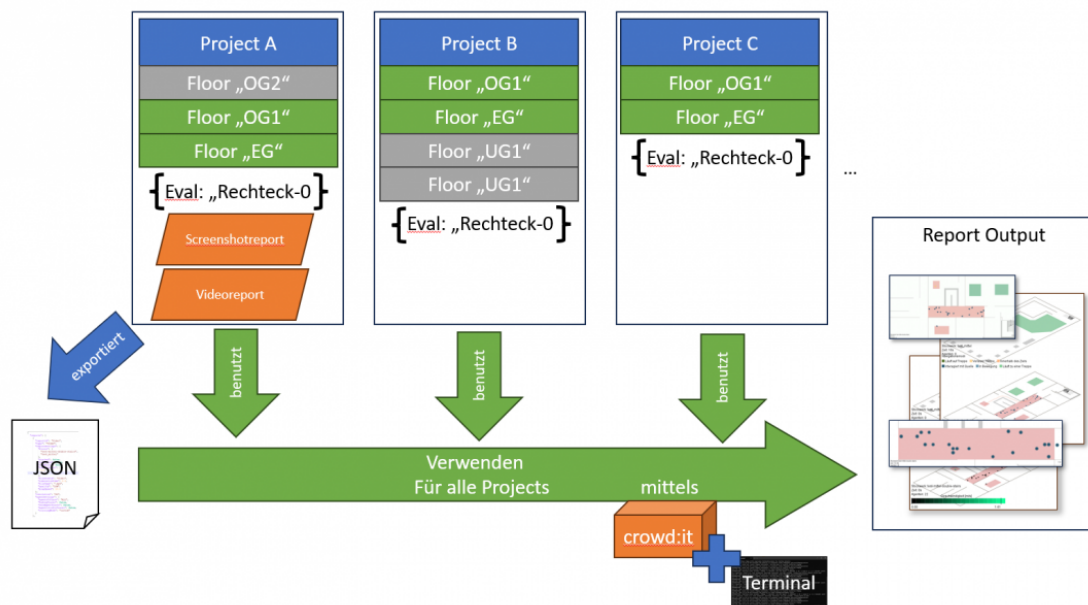 Project A
Floor „OG2“
Floor „OG1“
Floor „EG“
{Eval: „Rechteck-0}
Screenshotreport
Videoreport
Project B
Floor „OG1“
Floor „EG“
Floor „UG1“
Floor „UG1“
{Eval: „Rechteck-0}
Project C
Floor „OG1“
Floor „EG“
{Eval: „Rechteck-0}
...
Report Output
exportiert
benutzt
benutzt
benutzt
JSON
Verwenden
Für alle Projects
mittels
crowd:it
Terminal